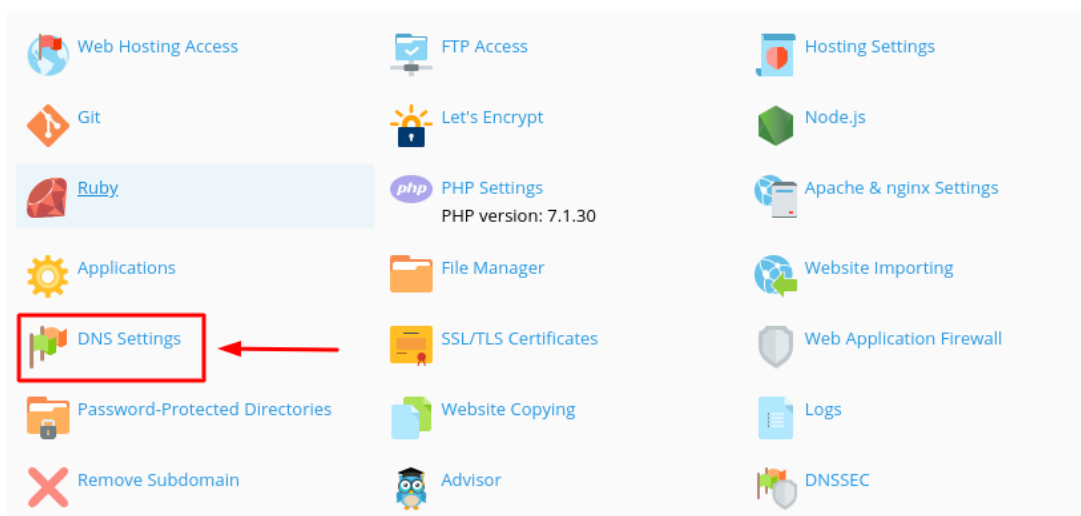 Web Hosting Access
FTP Access
Hosting Settings
Git
Let's Encrypt
Node.js
Ruby
php
PHP Settings
PHP version: 7.1.30
Apache & nginx Settings
Applications
File Manager
Website Importing
DNS Settings
SSL/TLS Certificates
Web Application Firewall
Password-Protected Directories
Website Copying
Logs
Remove Subdomain
Advisor
DNSSEC